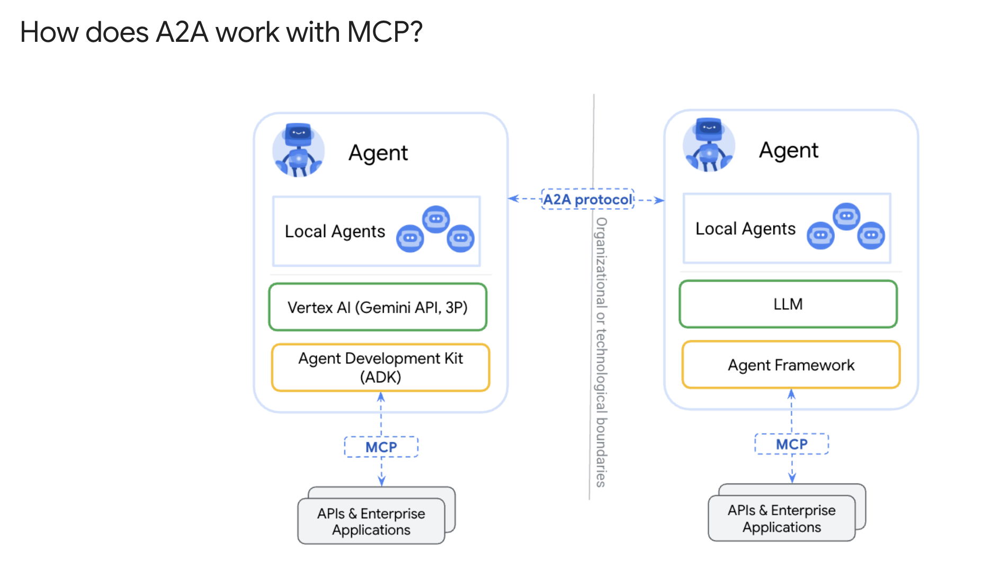 How does A2A work with MCP?
Agent
Local Agents
Vertex AI (Gemini API, 3P)
Agent Development Kit
(ADK)
MCP
APIs & Enterprise
Applications
A2A protocol
Organizational or technological boundaries
Agent
Local Agents
LLM
Agent Framework
MCP
APIs & Enterprise
Applications